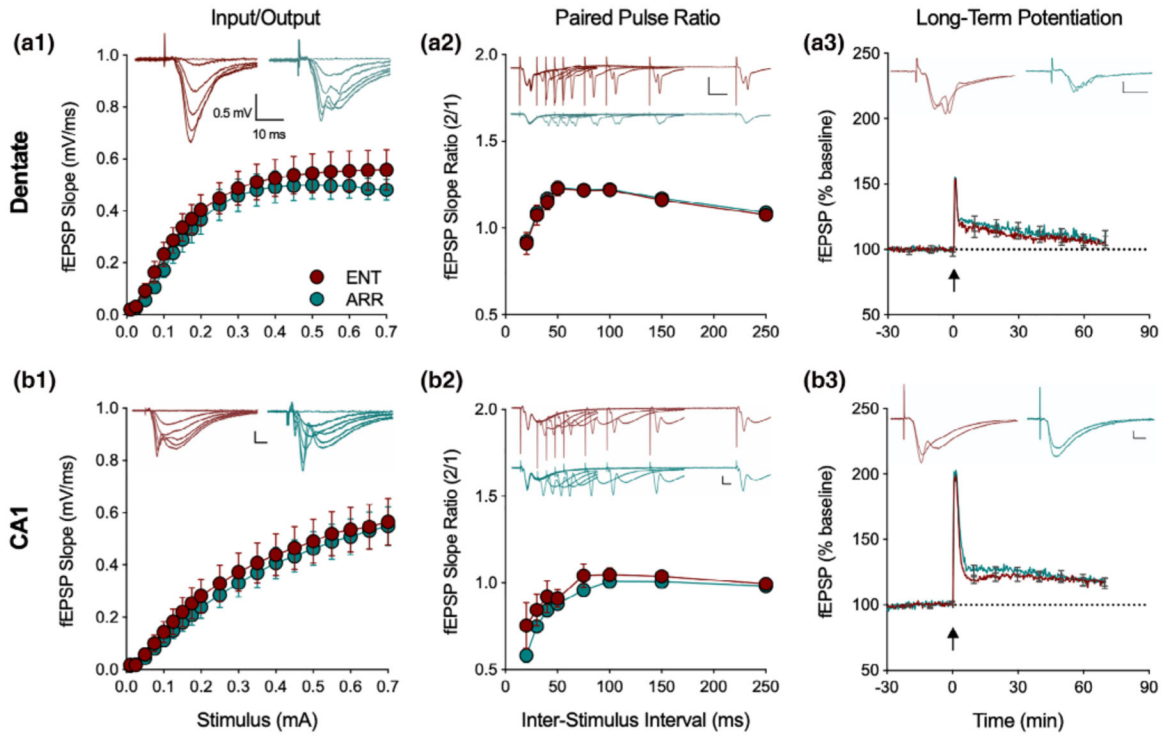 Input/Output
Paired Pulse Ratio
Long-Term Potentiation
Dentate
(a1)
fEPSP Slope (mV/ms)
1.0
0.8
0.6
0.4
0.2
0.0
0.5 mV
10 ms
ENT
ARR
0.0 0.1 0.2 0.3 0.4 0.5 0.6 0.7
(a2)
fEPSP Slope Ratio (2/1)
2.0
1.5
1.0
0.5
0 50 100 150 200 250
(a3)
fEPSP (% baseline)
250
200
150
100
50
-30 0 30 60 90
CA1
(b1)
fEPSP Slope (mV/ms)
1.0
0.8
0.6
0.4
0.2
0.0
0.0 0.1 0.2 0.3 0.4 0.5 0.6 0.7
Stimulus (mA)
(b2)
fEPSP Slope Ratio (2/1)
2.0
1.5
1.0
0.5
0 50 100 150 200 250
Inter-Stimulus Interval (ms)
(b3)
fEPSP (% baseline)
250
200
150
100
50
-30 0 30 60 90
Time (min)